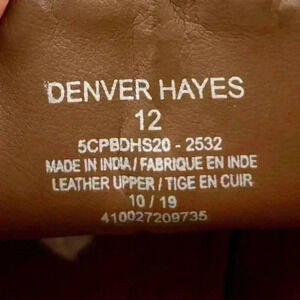 DENVER HAYES
12
5CPBDHS20 - 2532
MADE IN INDIA / FABRIQUE EN INDE
LEATHER UPPER / TIGE EN CUIR
10 / 19
410027209735